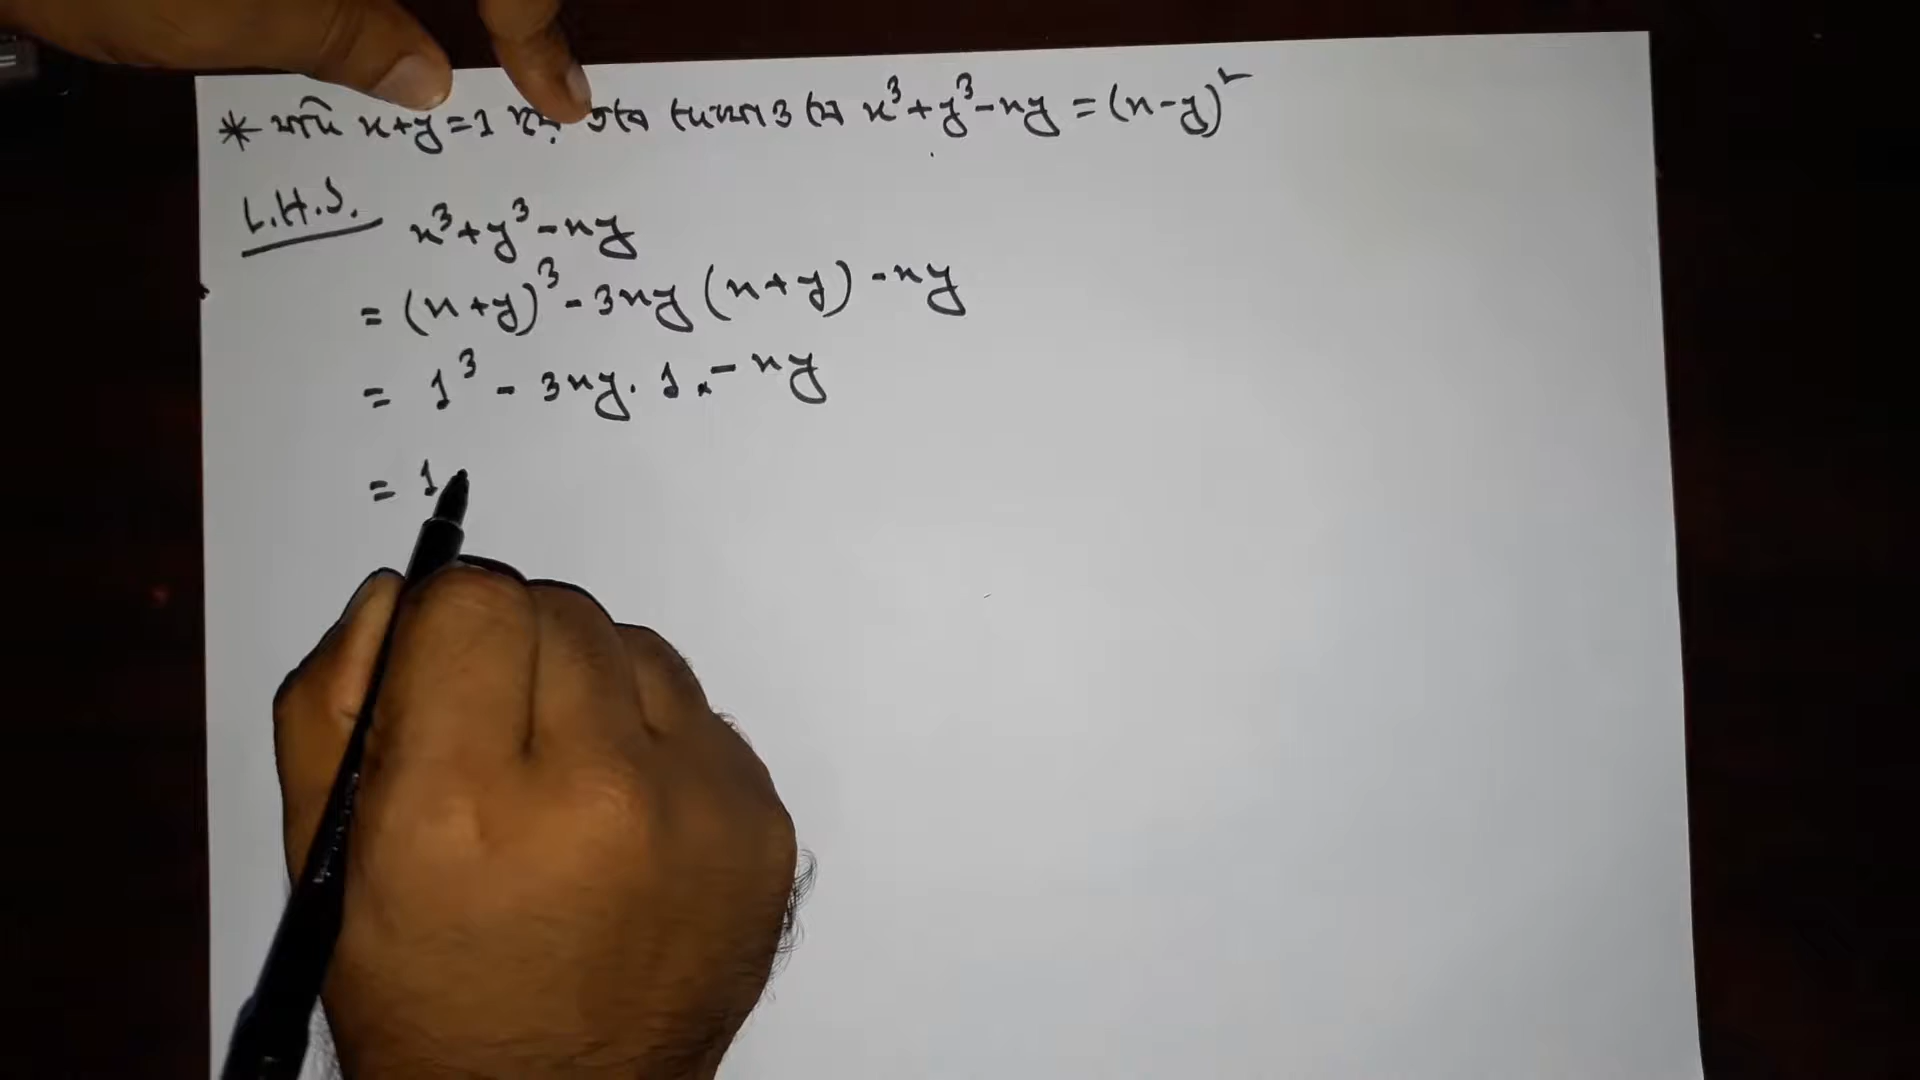 * যদি x+y=1 হয় তবে দেখাও যে x³+y³-xy = (x-y)²
L.H.S. x³+y³-xy
= (x+y)³-3xy(x+y)-xy
= 1³ - 3xy.1.-xy
= 1